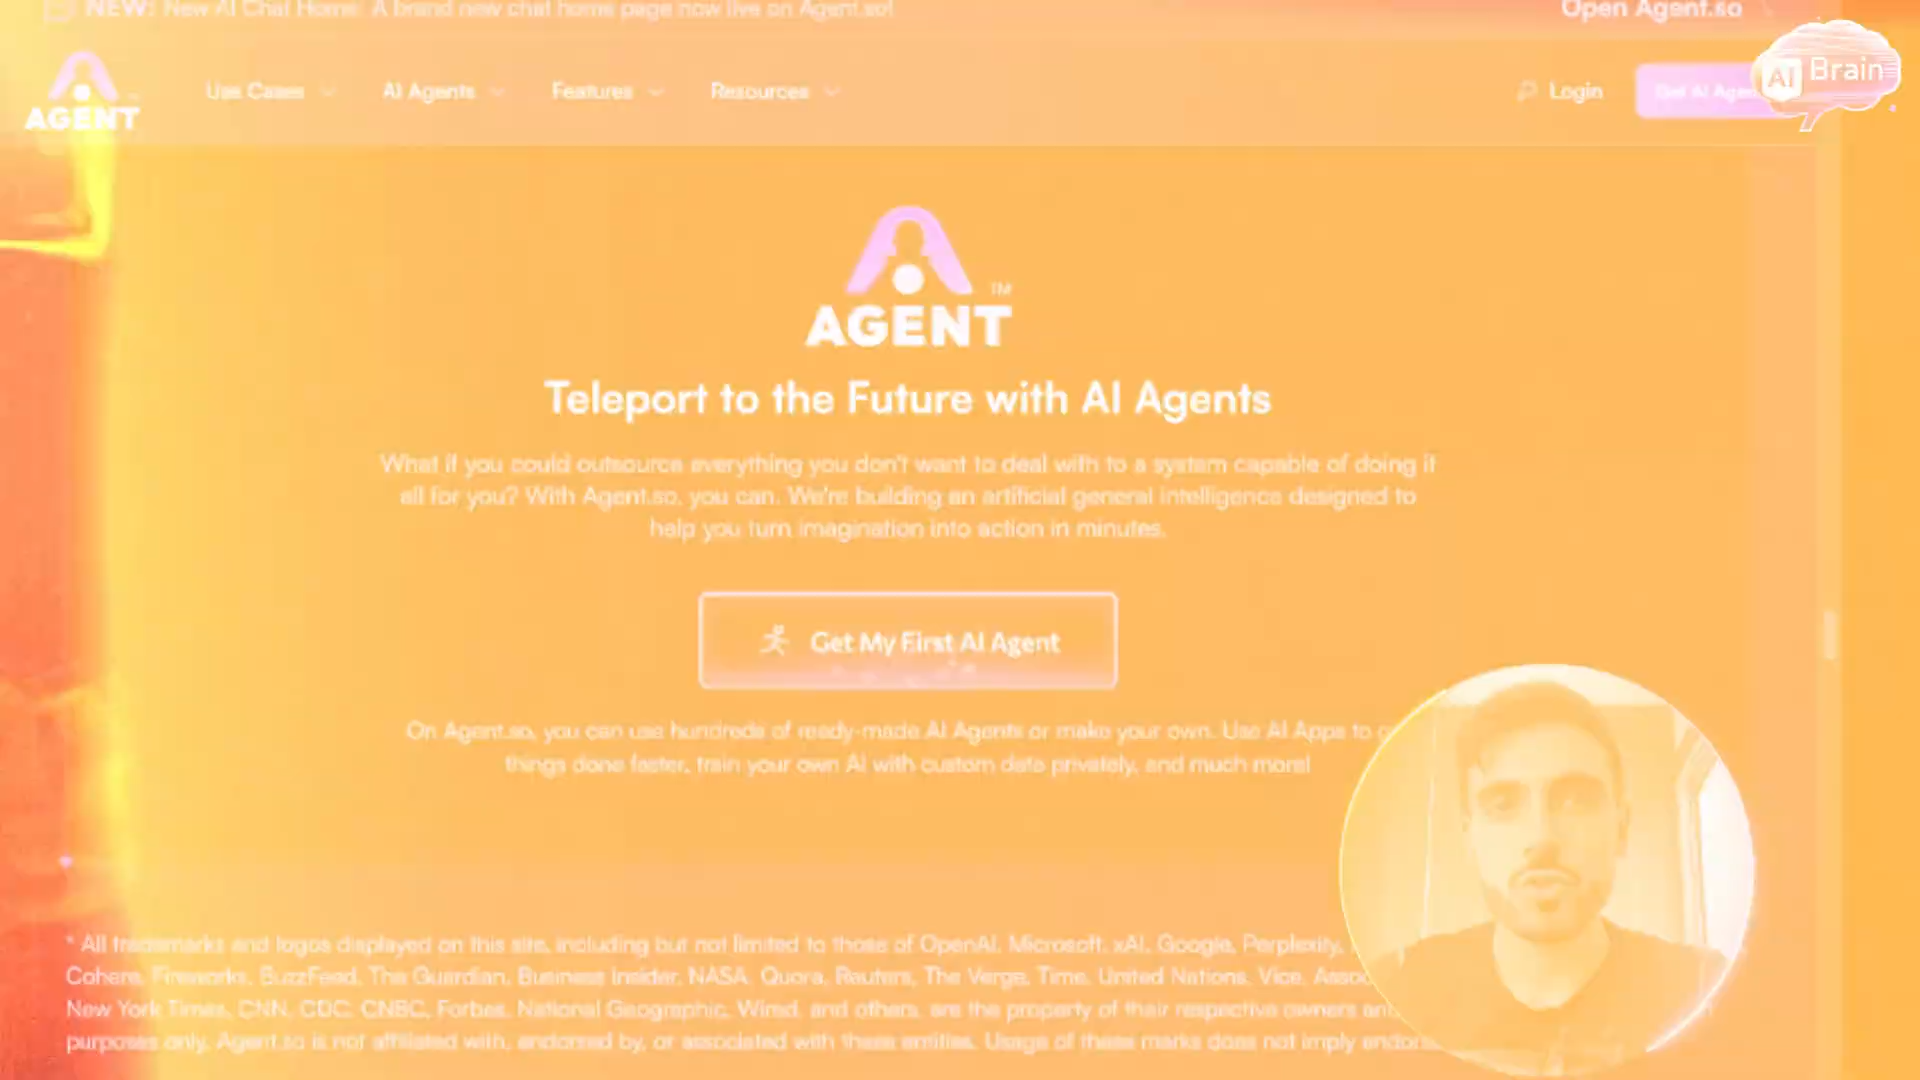 NEW: New AI Chat Home: A brand new chat home page now live on Agent.so!
Open Agent.so
AGENT
Use Cases
AI Agents
Features
Resources
Login
Get AI Agen
AI Brain
AGENT™
Teleport to the Future with AI Agents
What if you could outsource everything you don't want to deal with to a system capable of doing it
all for you? With Agent.so, you can. We're building an artificial general intelligence designed to
help you turn imagination into action in minutes.
Get My First AI Agent
On Agent.so, you can use hundreds of ready-made AI Agents or make your own. Use AI Apps to
things done faster, train your own AI with custom data privately, and much more!
* All trademarks and logos displayed on this site, including but not limited to those of OpenAI, Microsoft, xAI, Google, Perplexity,
Cohere, Fireworks, BuzzFeed, The Guardian, Business Insider, NASA, Quora, Reuters, The Verge, Time, United Nations, Vice, Assoc
New York Times, CNN, CDC, CNBC, Forbes, National Geographic, Wired, and others, are the property of their respective owners and
purposes only. Agent.so is not affiliated with, endorsed by, or associated with these entities. Usage of these marks does not imply endors